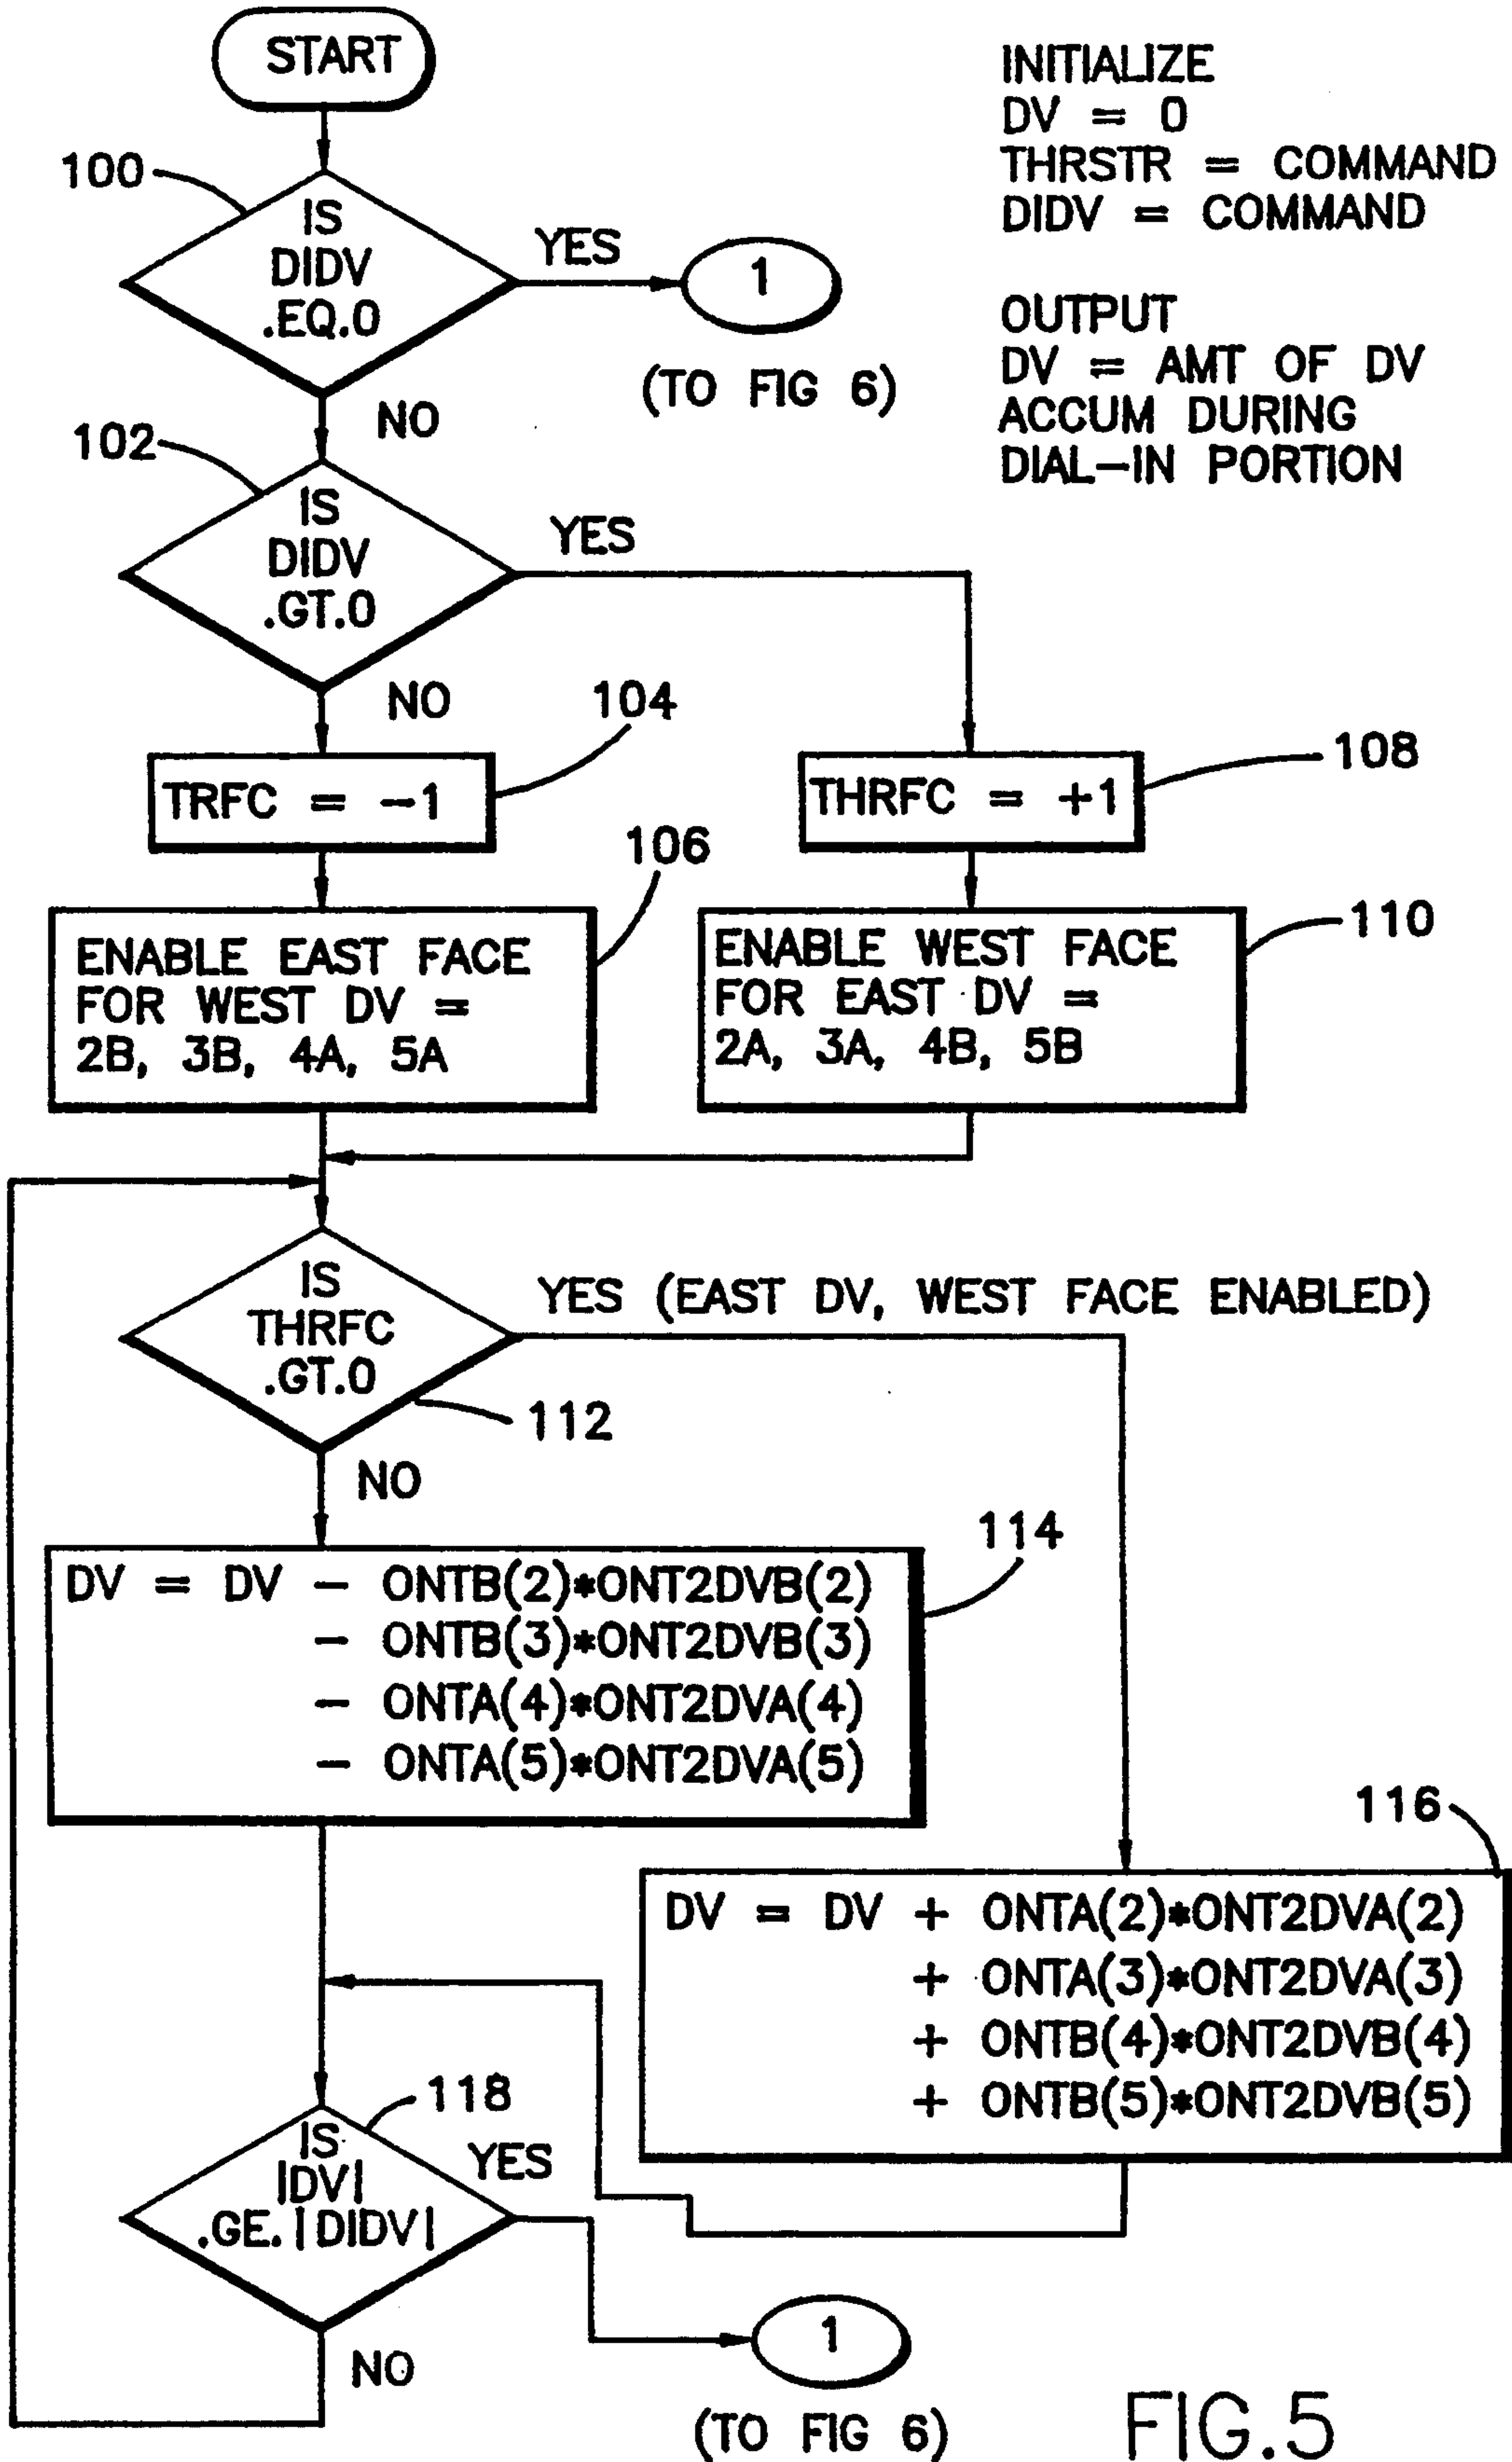 START
INITIALIZE
DV = 0
THRSTR = COMMAND
DIDV = COMMAND
OUTPUT
DV = AMT OF DV
ACCUM DURING
DIAL-IN PORTION
100
IS
DIDV
.EQ.0
YES
1
(TO FIG 6)
NO
102
IS
DIDV
.GT.0
YES
NO
104
TRFC = -1
108
THRFC = +1
106
ENABLE EAST FACE
FOR WEST DV =
2B, 3B, 4A, 5A
110
ENABLE WEST FACE
FOR EAST DV =
2A, 3A, 4B, 5B
IS
THRFC
.GT.0
YES (EAST DV, WEST FACE ENABLED)
112
NO
114
DV = DV - ONTB(2)*ONT2DVB(2)
- ONTB(3)*ONT2DVB(3)
- ONTA(4)*ONT2DVA(4)
- ONTA(5)*ONT2DVA(5)
116
DV = DV + ONTA(2)*ONT2DVA(2)
+ ONTA(3)*ONT2DVA(3)
+ ONTB(4)*ONT2DVB(4)
+ ONTB(5)*ONT2DVB(5)
118
IS
|DV|
.GE.|DIDV|
YES
NO
1
(TO FIG 6)
FIG.5